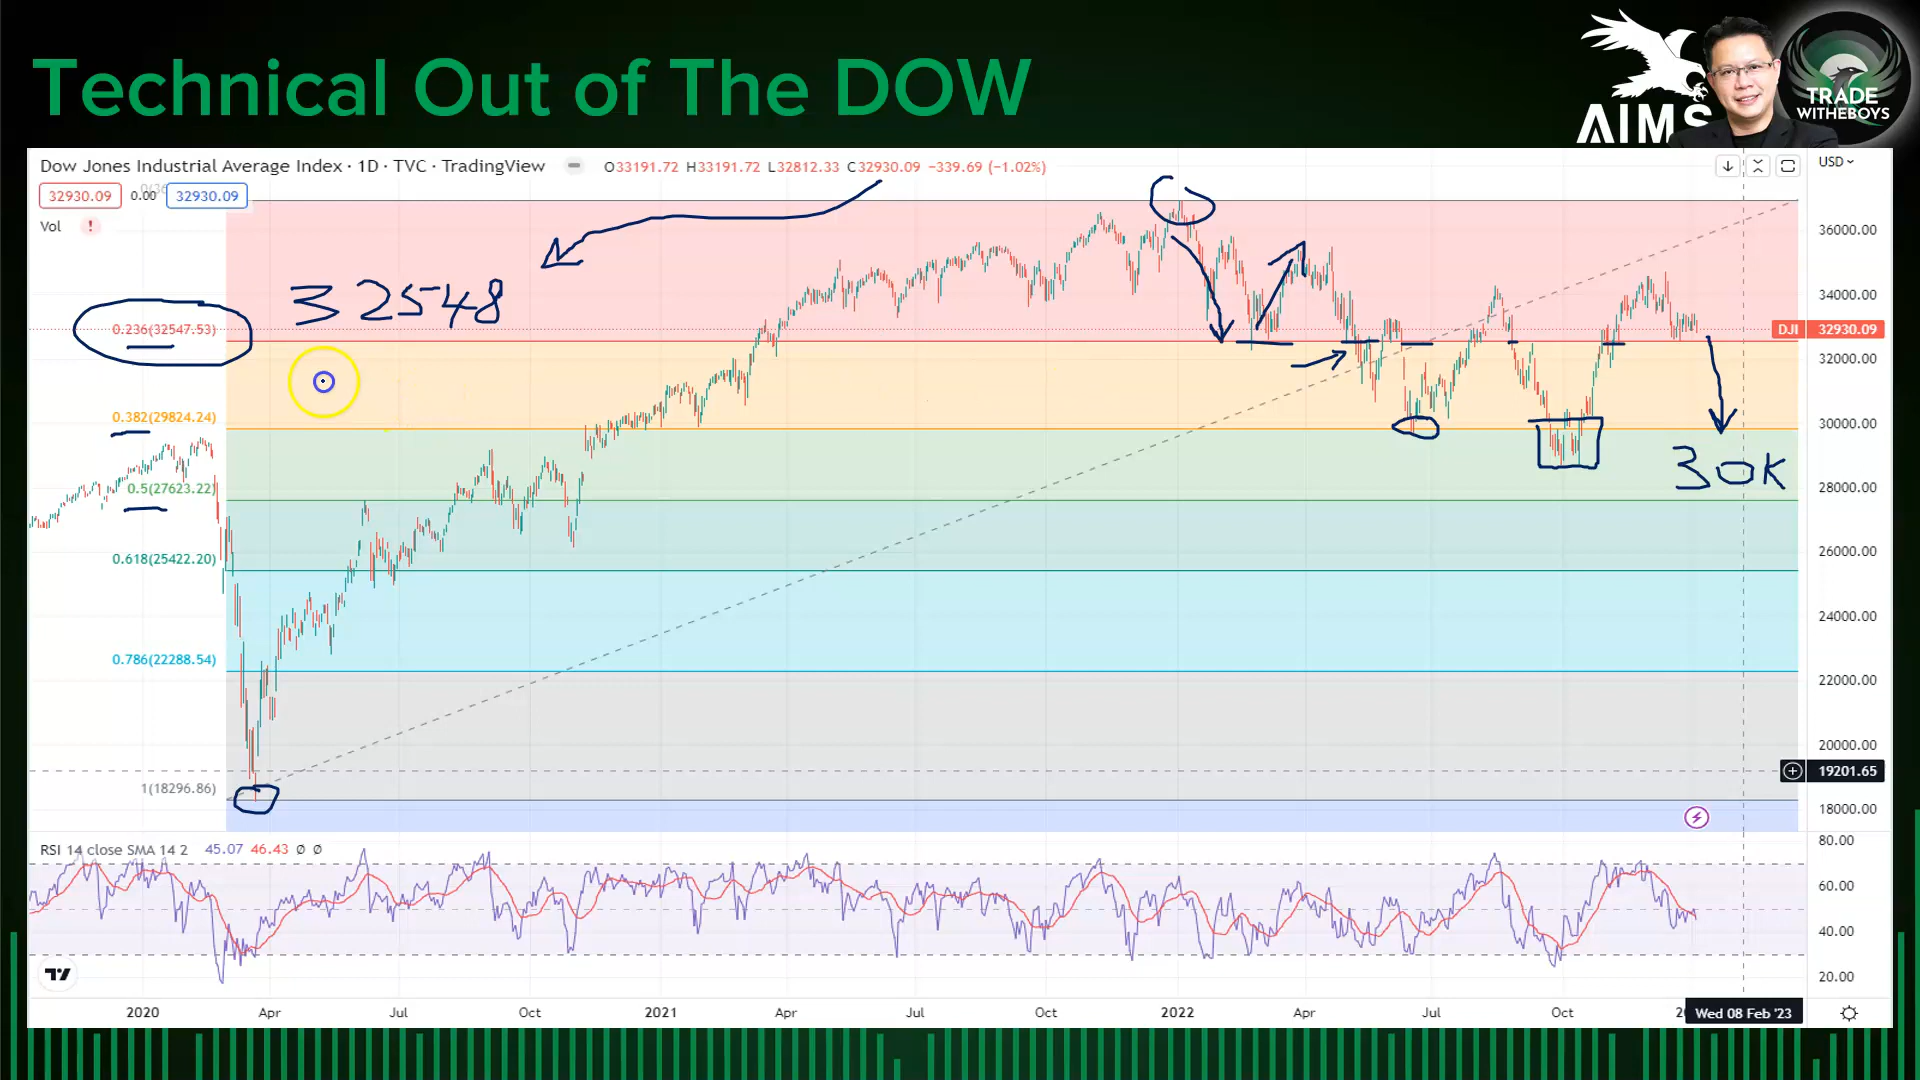 Technical Out of The DOW
AIMS
TRADE
WITHEBOYS
Dow Jones Industrial Average Index · 1D · TVC · TradingView
O33191.72 H33191.72 L32812.33 C32930.09 −339.69 (−1.02%)
USD
32930.09 0.00 32930.09
Vol !
36000.00
32548
34000.00
0.236(32547.53)
DJI 32930.09
32000.00
0.382(29824.24)
30000.00
30K
0.5(27623.22)
28000.00
26000.00
0.618(25422.20)
24000.00
0.786(22288.54)
22000.00
20000.00
19201.65
1(18296.86)
18000.00
RSI 14 close SMA 14 2 45.07 46.43 ∅ ∅
80.00
60.00
40.00
20.00
2020 Apr Jul Oct 2021 Apr Jul Oct 2022 Apr Jul Oct Wed 08 Feb '23